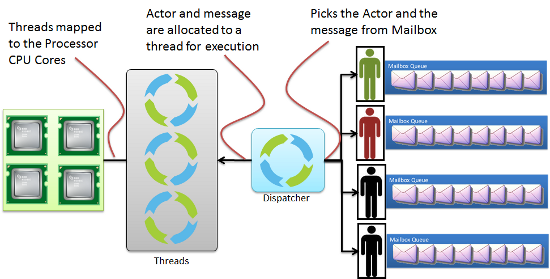 Threads mapped
to the Processor
CPU Cores
Actor and message
are allocated to a
thread for execution
Picks the Actor and the
message from Mailbox
Mailbox Queue
Mailbox Queue
Mailbox Queue
Mailbox Queue
Dispatcher
Threads